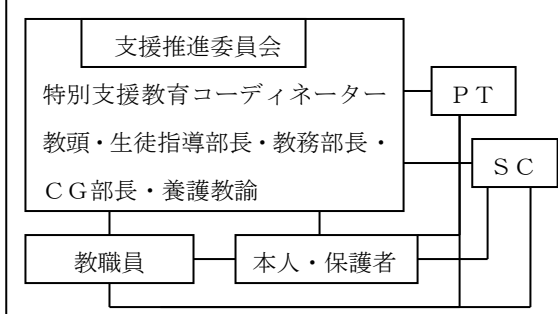 支援推進委員会
特別支援教育コーディネーター
ＰＴ
教頭・生徒指導部長・教務部長・
ＳＣ
ＣＧ部長・養護教諭
教職員
本人・保護者